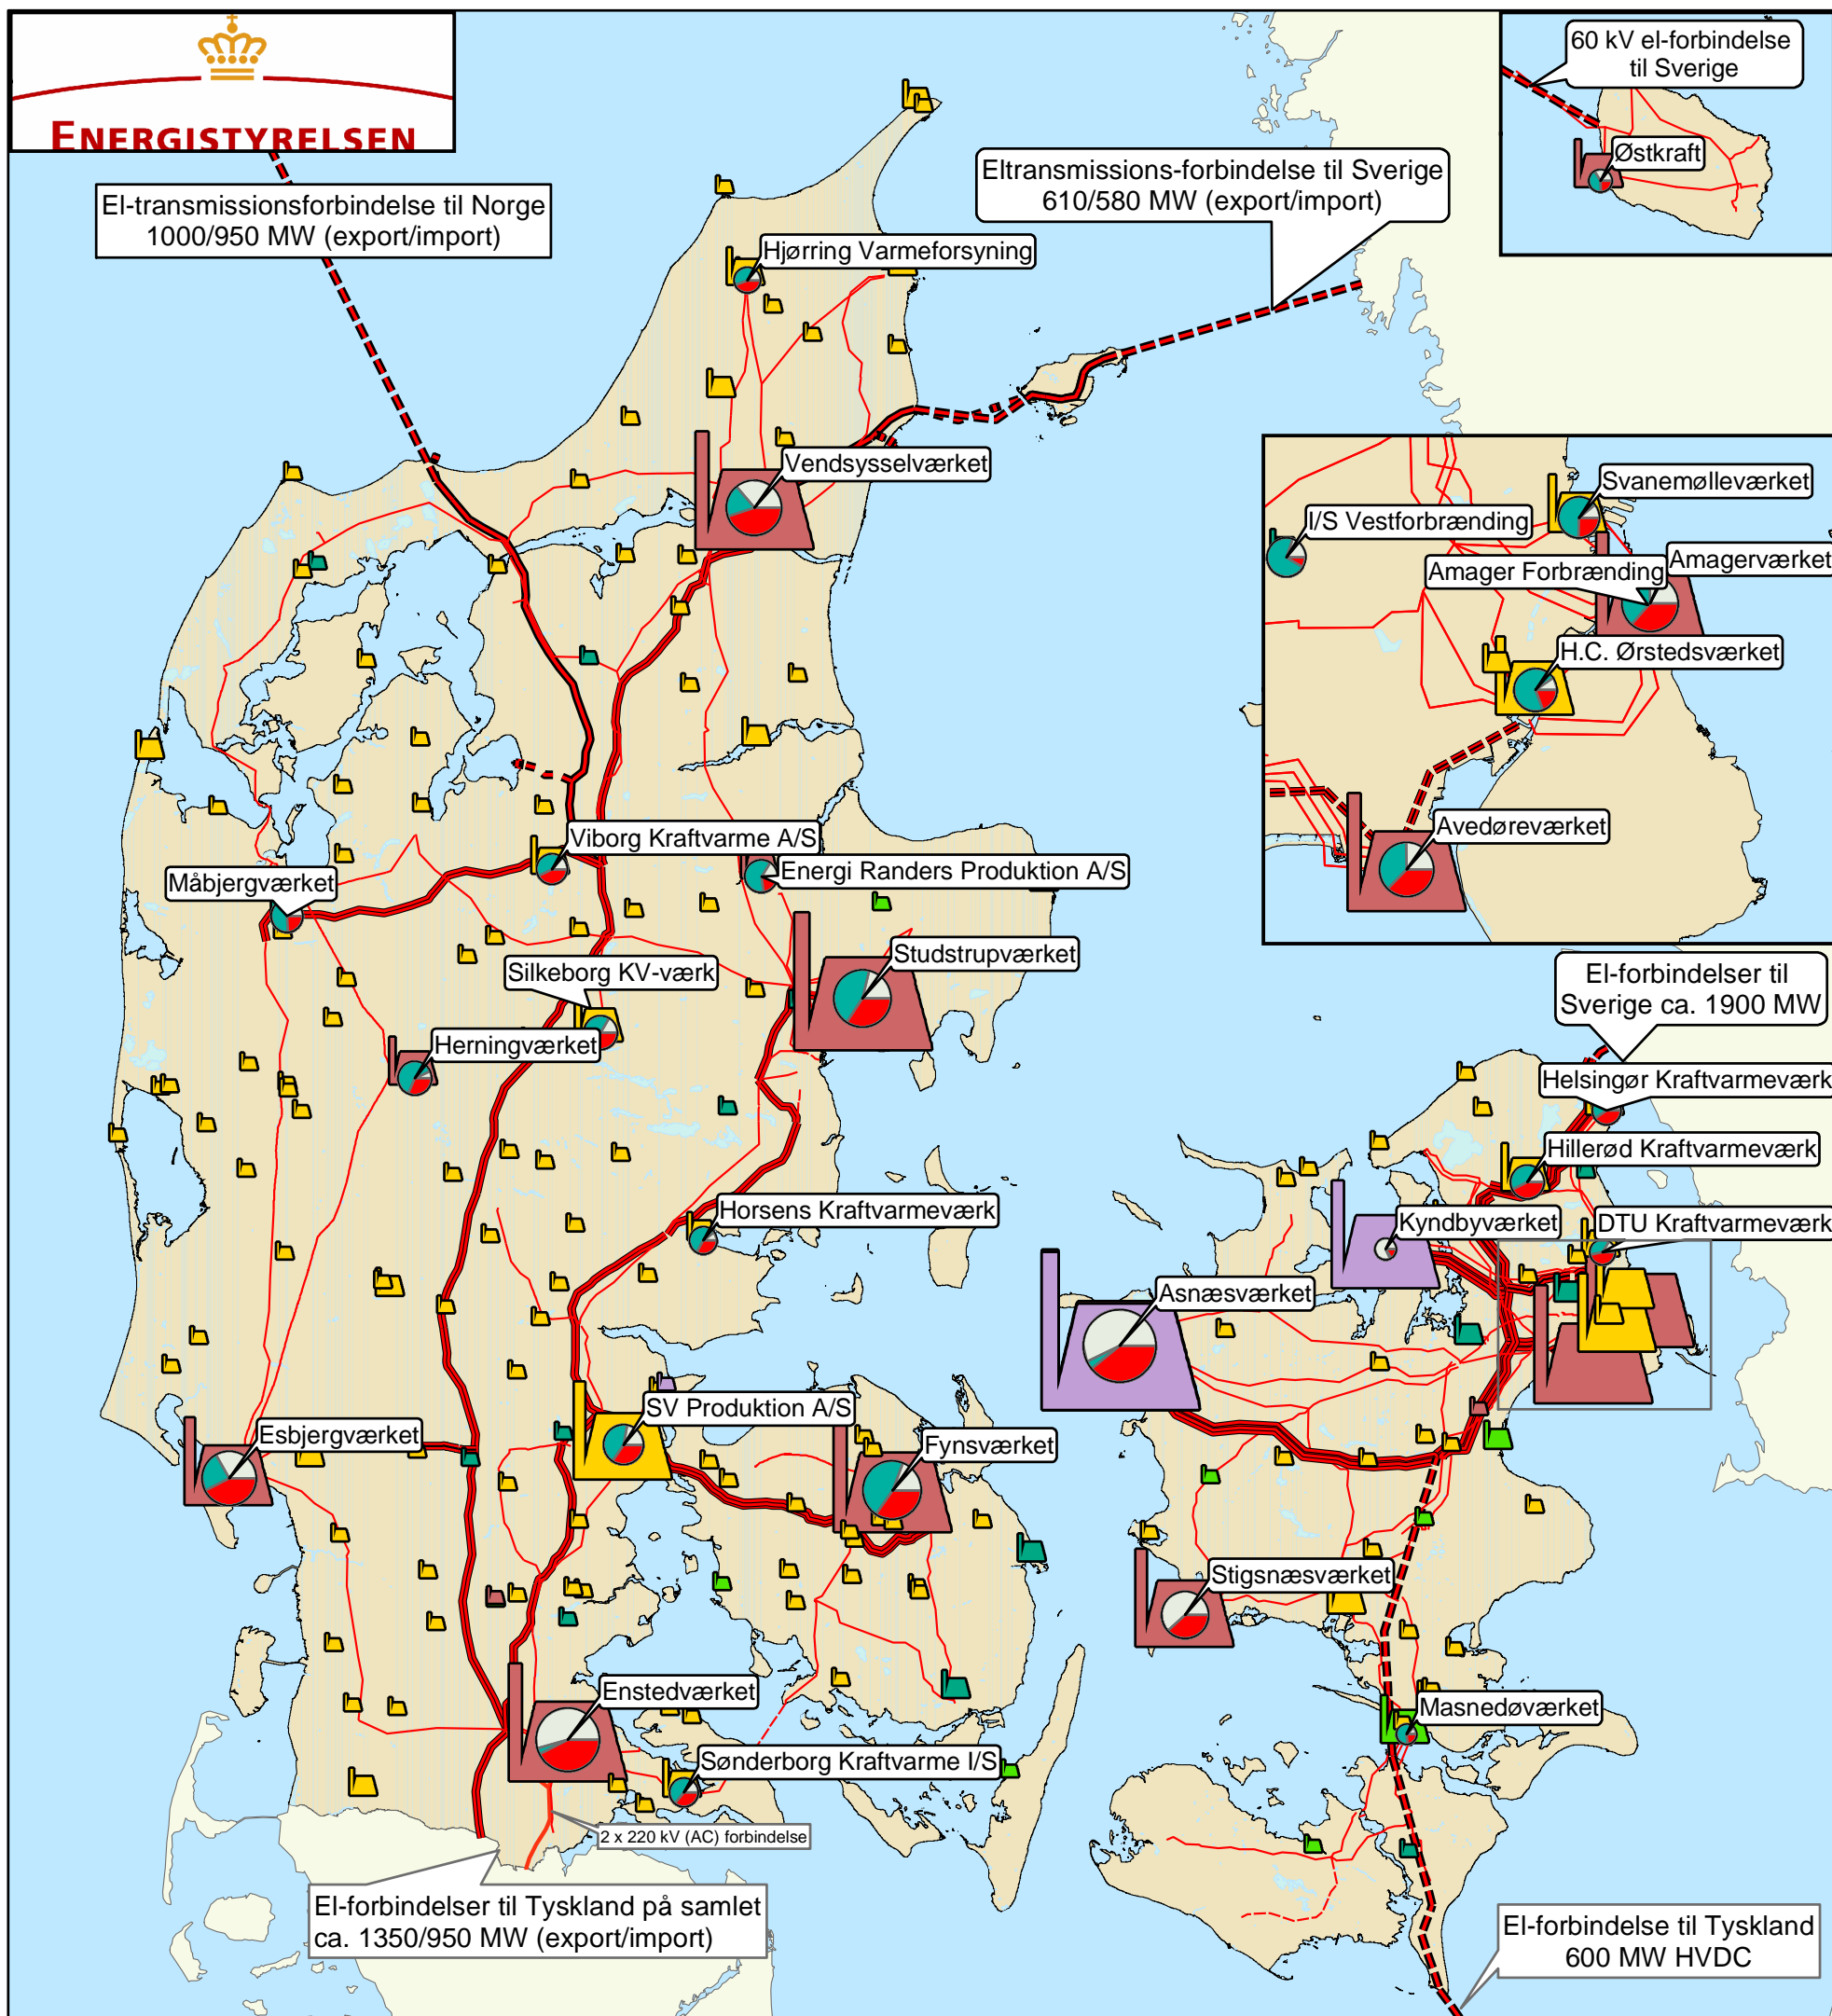 ENERGISTYRELSEN
60 kV el-forbindelse
til Sverige
Østkraft
El-transmissionsforbindelse til Norge
1000/950 MW (export/import)
Eltransmissions-forbindelse til Sverige
610/580 MW (export/import)
Hjørring Varmeforsyning
Vendsysselværket
Svanemølleværket
I/S Vestforbrænding
Amagerværket
Amager Forbrænding
H.C. Ørstedsværket
Avedøreværket
Viborg Kraftvarme A/S
Energi Randers Produktion A/S
Måbjergværket
Studstrupværket
Silkeborg KV-værk
Herningværket
El-forbindelser til
Sverige ca. 1900 MW
Helsingør Kraftvarmeværk
Hillerød Kraftvarmeværk
Horsens Kraftvarmeværk
Kyndbyværket
DTU Kraftvarmeværk
Asnæsværket
SV Produktion A/S
Esbjergværket
Fynsværket
Stigsnæsværket
Enstedværket
Masnedøværket
Sønderborg Kraftvarme I/S
2 x 220 kV (AC) forbindelse
El-forbindelser til Tyskland på samlet
ca. 1350/950 MW (export/import)
El-forbindelse til Tyskland
600 MW HVDC